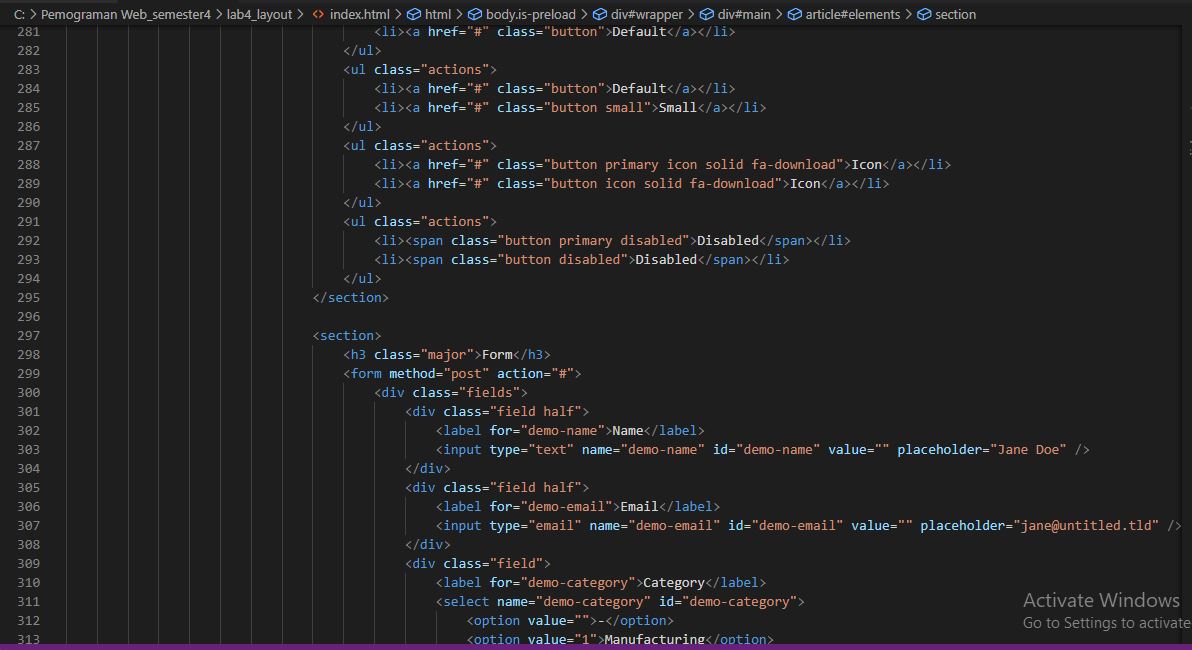 C: > Pemograman Web_semester4 > lab4_layout > <> index.html > html > body.is-preload > div#wrapper > div#main > article#elements > section
281 <li><a href="#" class="button">Default</a></li>
282 </ul>
283 <ul class="actions">
284 <li><a href="#" class="button">Default</a></li>
285 <li><a href="#" class="button small">Small</a></li>
286 </ul>
287 <ul class="actions">
288 <li><a href="#" class="button primary icon solid fa-download">Icon</a></li>
289 <li><a href="#" class="button icon solid fa-download">Icon</a></li>
290 </ul>
291 <ul class="actions">
292 <li><span class="button primary disabled">Disabled</span></li>
293 <li><span class="button disabled">Disabled</span></li>
294 </ul>
295 </section>
296
297 <section>
298 <h3 class="major">Form</h3>
299 <form method="post" action="#">
300 <div class="fields">
301 <div class="field half">
302 <label for="demo-name">Name</label>
303 <input type="text" name="demo-name" id="demo-name" value="" placeholder="Jane Doe" />
304 </div>
305 <div class="field half">
306 <label for="demo-email">Email</label>
307 <input type="email" name="demo-email" id="demo-email" value="" placeholder="jane@untitled.tld" />
308 </div>
309 <div class="field">
310 <label for="demo-category">Category</label>
311 <select name="demo-category" id="demo-category">
312 <option value="">-</option>
313 <option value="1">Manufacturing</option>
Activate Windows
Go to Settings to activate